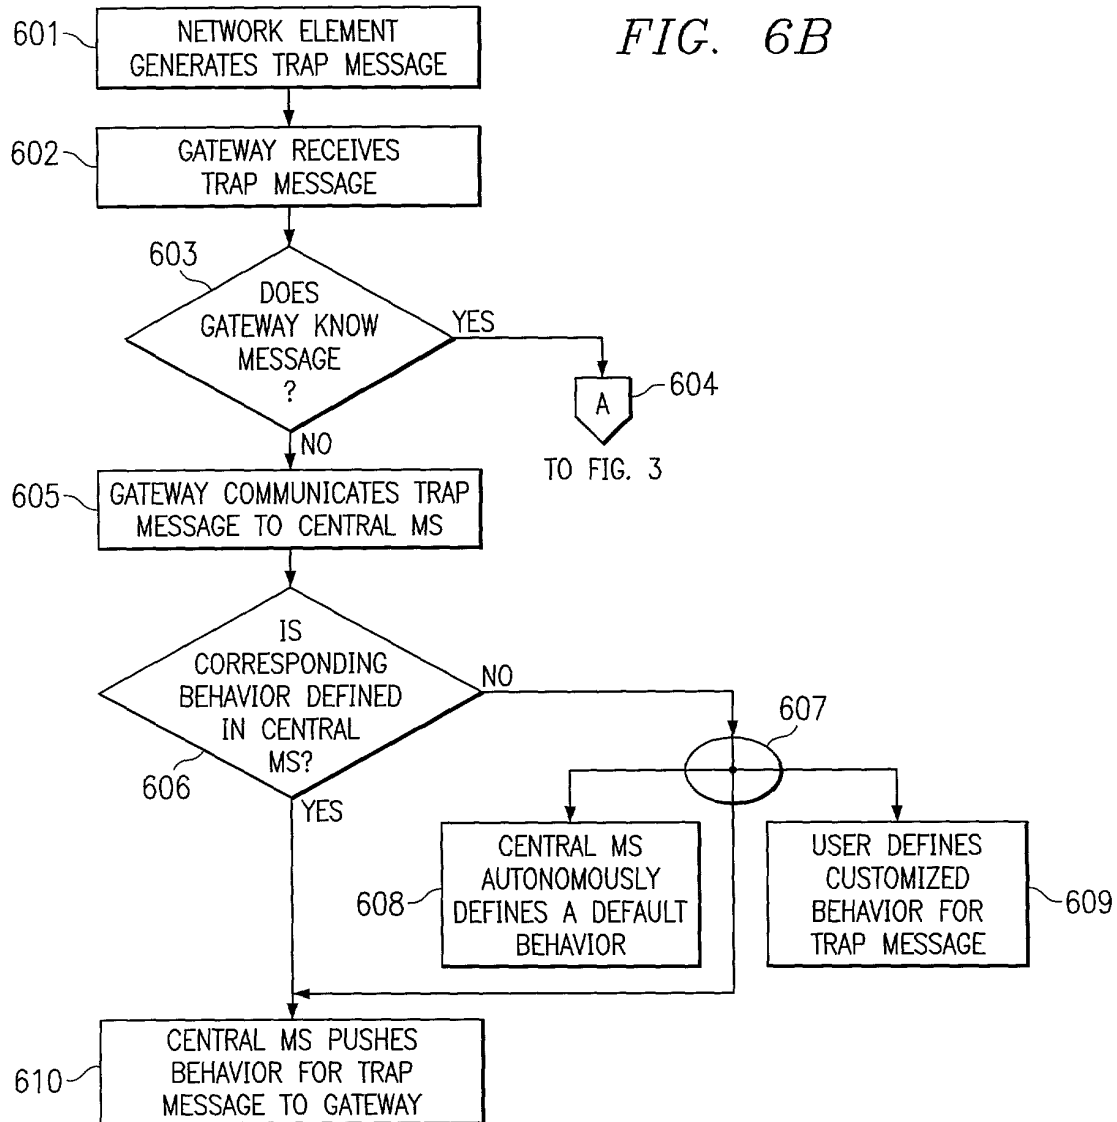 FIG. 6B
601
NETWORK ELEMENT
GENERATES TRAP MESSAGE
602
GATEWAY RECEIVES
TRAP MESSAGE
603
DOES
GATEWAY KNOW
MESSAGE
?
YES
A
604
TO FIG. 3
NO
605
GATEWAY COMMUNICATES TRAP
MESSAGE TO CENTRAL MS
IS
CORRESPONDING
BEHAVIOR DEFINED
IN CENTRAL
MS?
606
NO
607
YES
CENTRAL MS
AUTONOMOUSLY
DEFINES A DEFAULT
BEHAVIOR
608
USER DEFINES
CUSTOMIZED
BEHAVIOR FOR
TRAP MESSAGE
609
610
CENTRAL MS PUSHES
BEHAVIOR FOR TRAP
MESSAGE TO GATEWAY